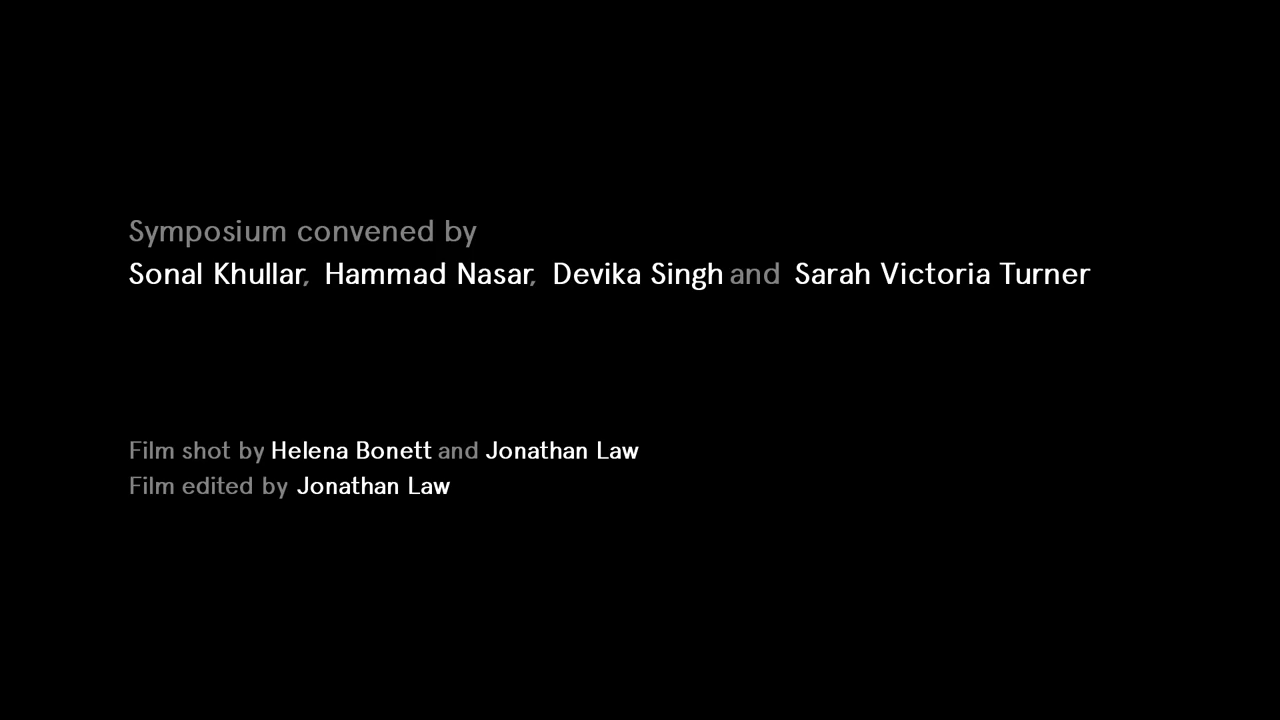 Symposium convened by
Sonal Khullar, Hammad Nasar, Devika Singh and Sarah Victoria Turner
Film shot by Helena Bonett and Jonathan Law
Film edited by Jonathan Law